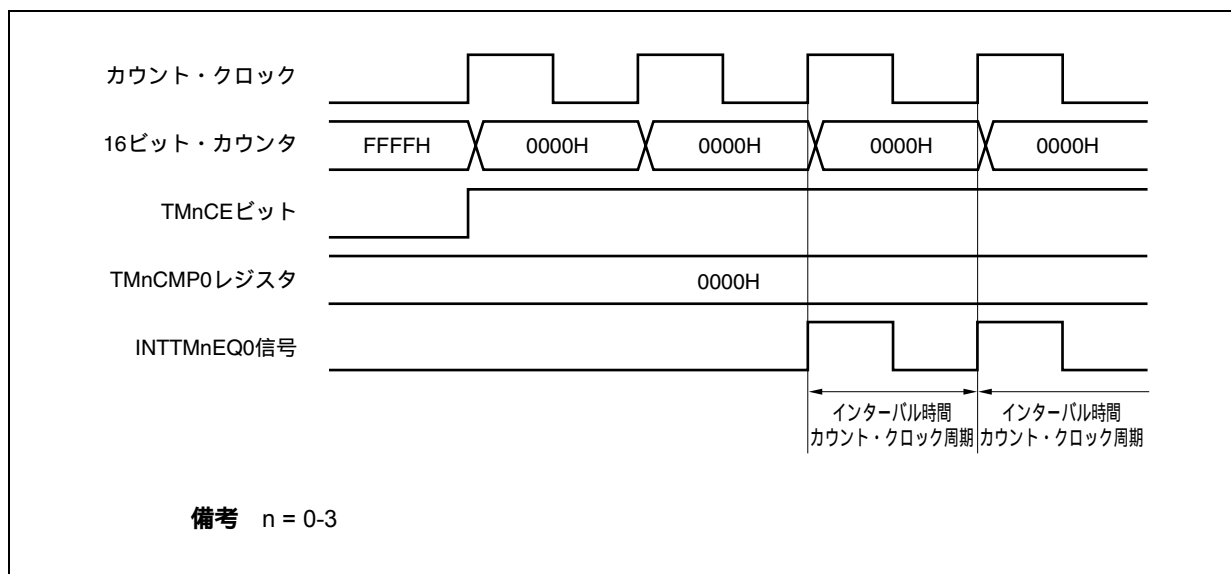 カウント・クロック
16ビット・カウンタ
FFFFH 0000H 0000H 0000H 0000H
TMnCEビット
TMnCMP0レジスタ
0000H
INTTMnEQ0信号
インターバル時間 インターバル時間
カウント・クロック周期 カウント・クロック周期
備考 n = 0-3